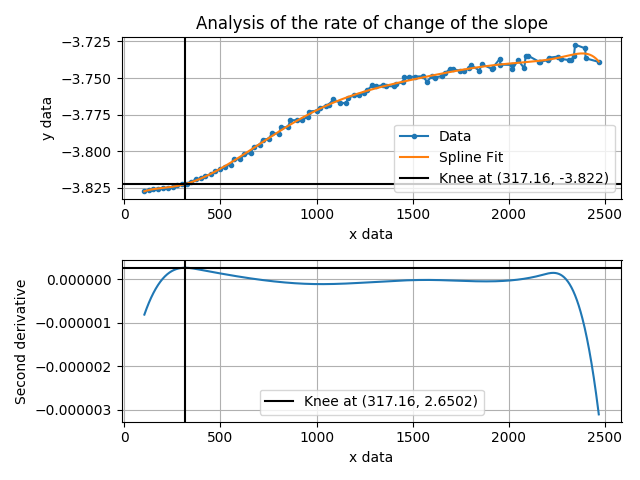 Analysis of the rate of change of the slope
y data
−3.725
−3.750
−3.775
−3.800
−3.825
Data
Spline Fit
Knee at (317.16, -3.822)
0 500 1000 1500 2000 2500
x data
Second derivative
0.000000
−0.000001
−0.000002
−0.000003
Knee at (317.16, 2.6502)
0 500 1000 1500 2000 2500
x data